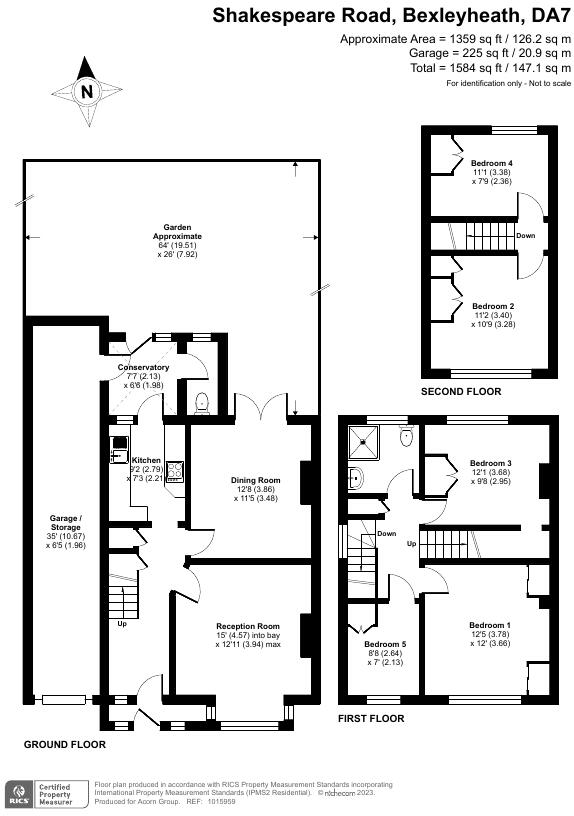 Shakespeare Road, Bexleyheath, DA7
Approximate Area = 1359 sq ft / 126.2 sq m
Garage = 225 sq ft / 20.9 sq m
Total = 1584 sq ft / 147.1 sq m
For identification only - Not to scale
N
Bedroom 4
11'1 (3.38)
x 7'9 (2.36)
Down
Bedroom 2
11'2 (3.40)
x 10'9 (3.28)
SECOND FLOOR
Garden
Approximate
64' (19.51)
x 26' (7.92)
Conservatory
7'7 (2.13)
x 6'6 (1.98)
Kitchen
9'2 (2.79)
x 7'3 (2.21
Dining Room
12'8 (3.86)
x 11'5 (3.48)
Garage /
Storage
35' (10.67)
x 6'5 (1.96)
Up
Reception Room
15' (4.57) into bay
x 12'11 (3.94) max
GROUND FLOOR
Bedroom 3
12'1 (3.68)
x 9'8 (2.95)
Down
Up
Bedroom 1
12'5 (3.78)
x 12' (3.66)
Bedroom 5
8'8 (2.64)
x 7' (2.13)
FIRST FLOOR
RICS
Certified
Property
Measurer
Floor plan produced in accordance with RICS Property Measurement Standards incorporating
International Property Measurement Standards (IPMS2 Residential). © ntchecom 2023.
Produced for Acorn Group. REF: 1015959